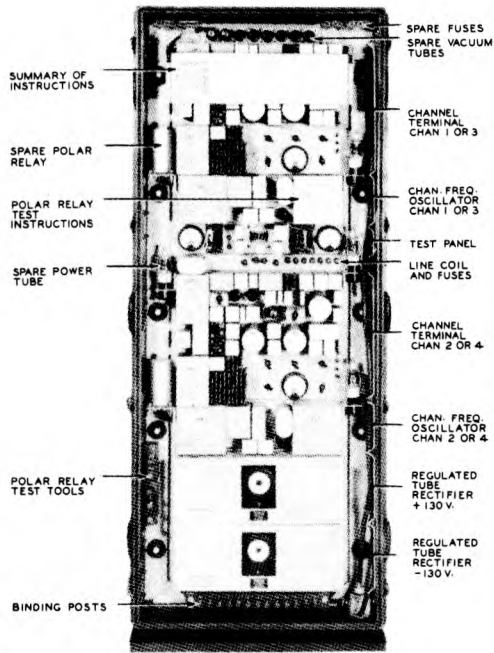 SPARE FUSES
SPARE VACUUM
TUBES
SUMMARY OF
INSTRUCTIONS
CHANNEL
TERMINAL
CHAN 1 OR 3
SPARE POLAR
RELAY
CHAN. FREQ.
OSCILLATOR
CHAN 1 OR 3
POLAR RELAY
TEST
INSTRUCTIONS
TEST PANEL
LINE COIL
AND FUSES
SPARE POWER
TUBE
CHANNEL
TERMINAL
CHAN 2 OR 4
CHAN. FREQ.
OSCILLATOR
CHAN 2 OR 4
POLAR RELAY
TEST TOOLS
REGULATED
TUBE
RECTIFIER
+130 V.
REGULATED
TUBE
RECTIFIER
-130 V.
BINDING POSTS